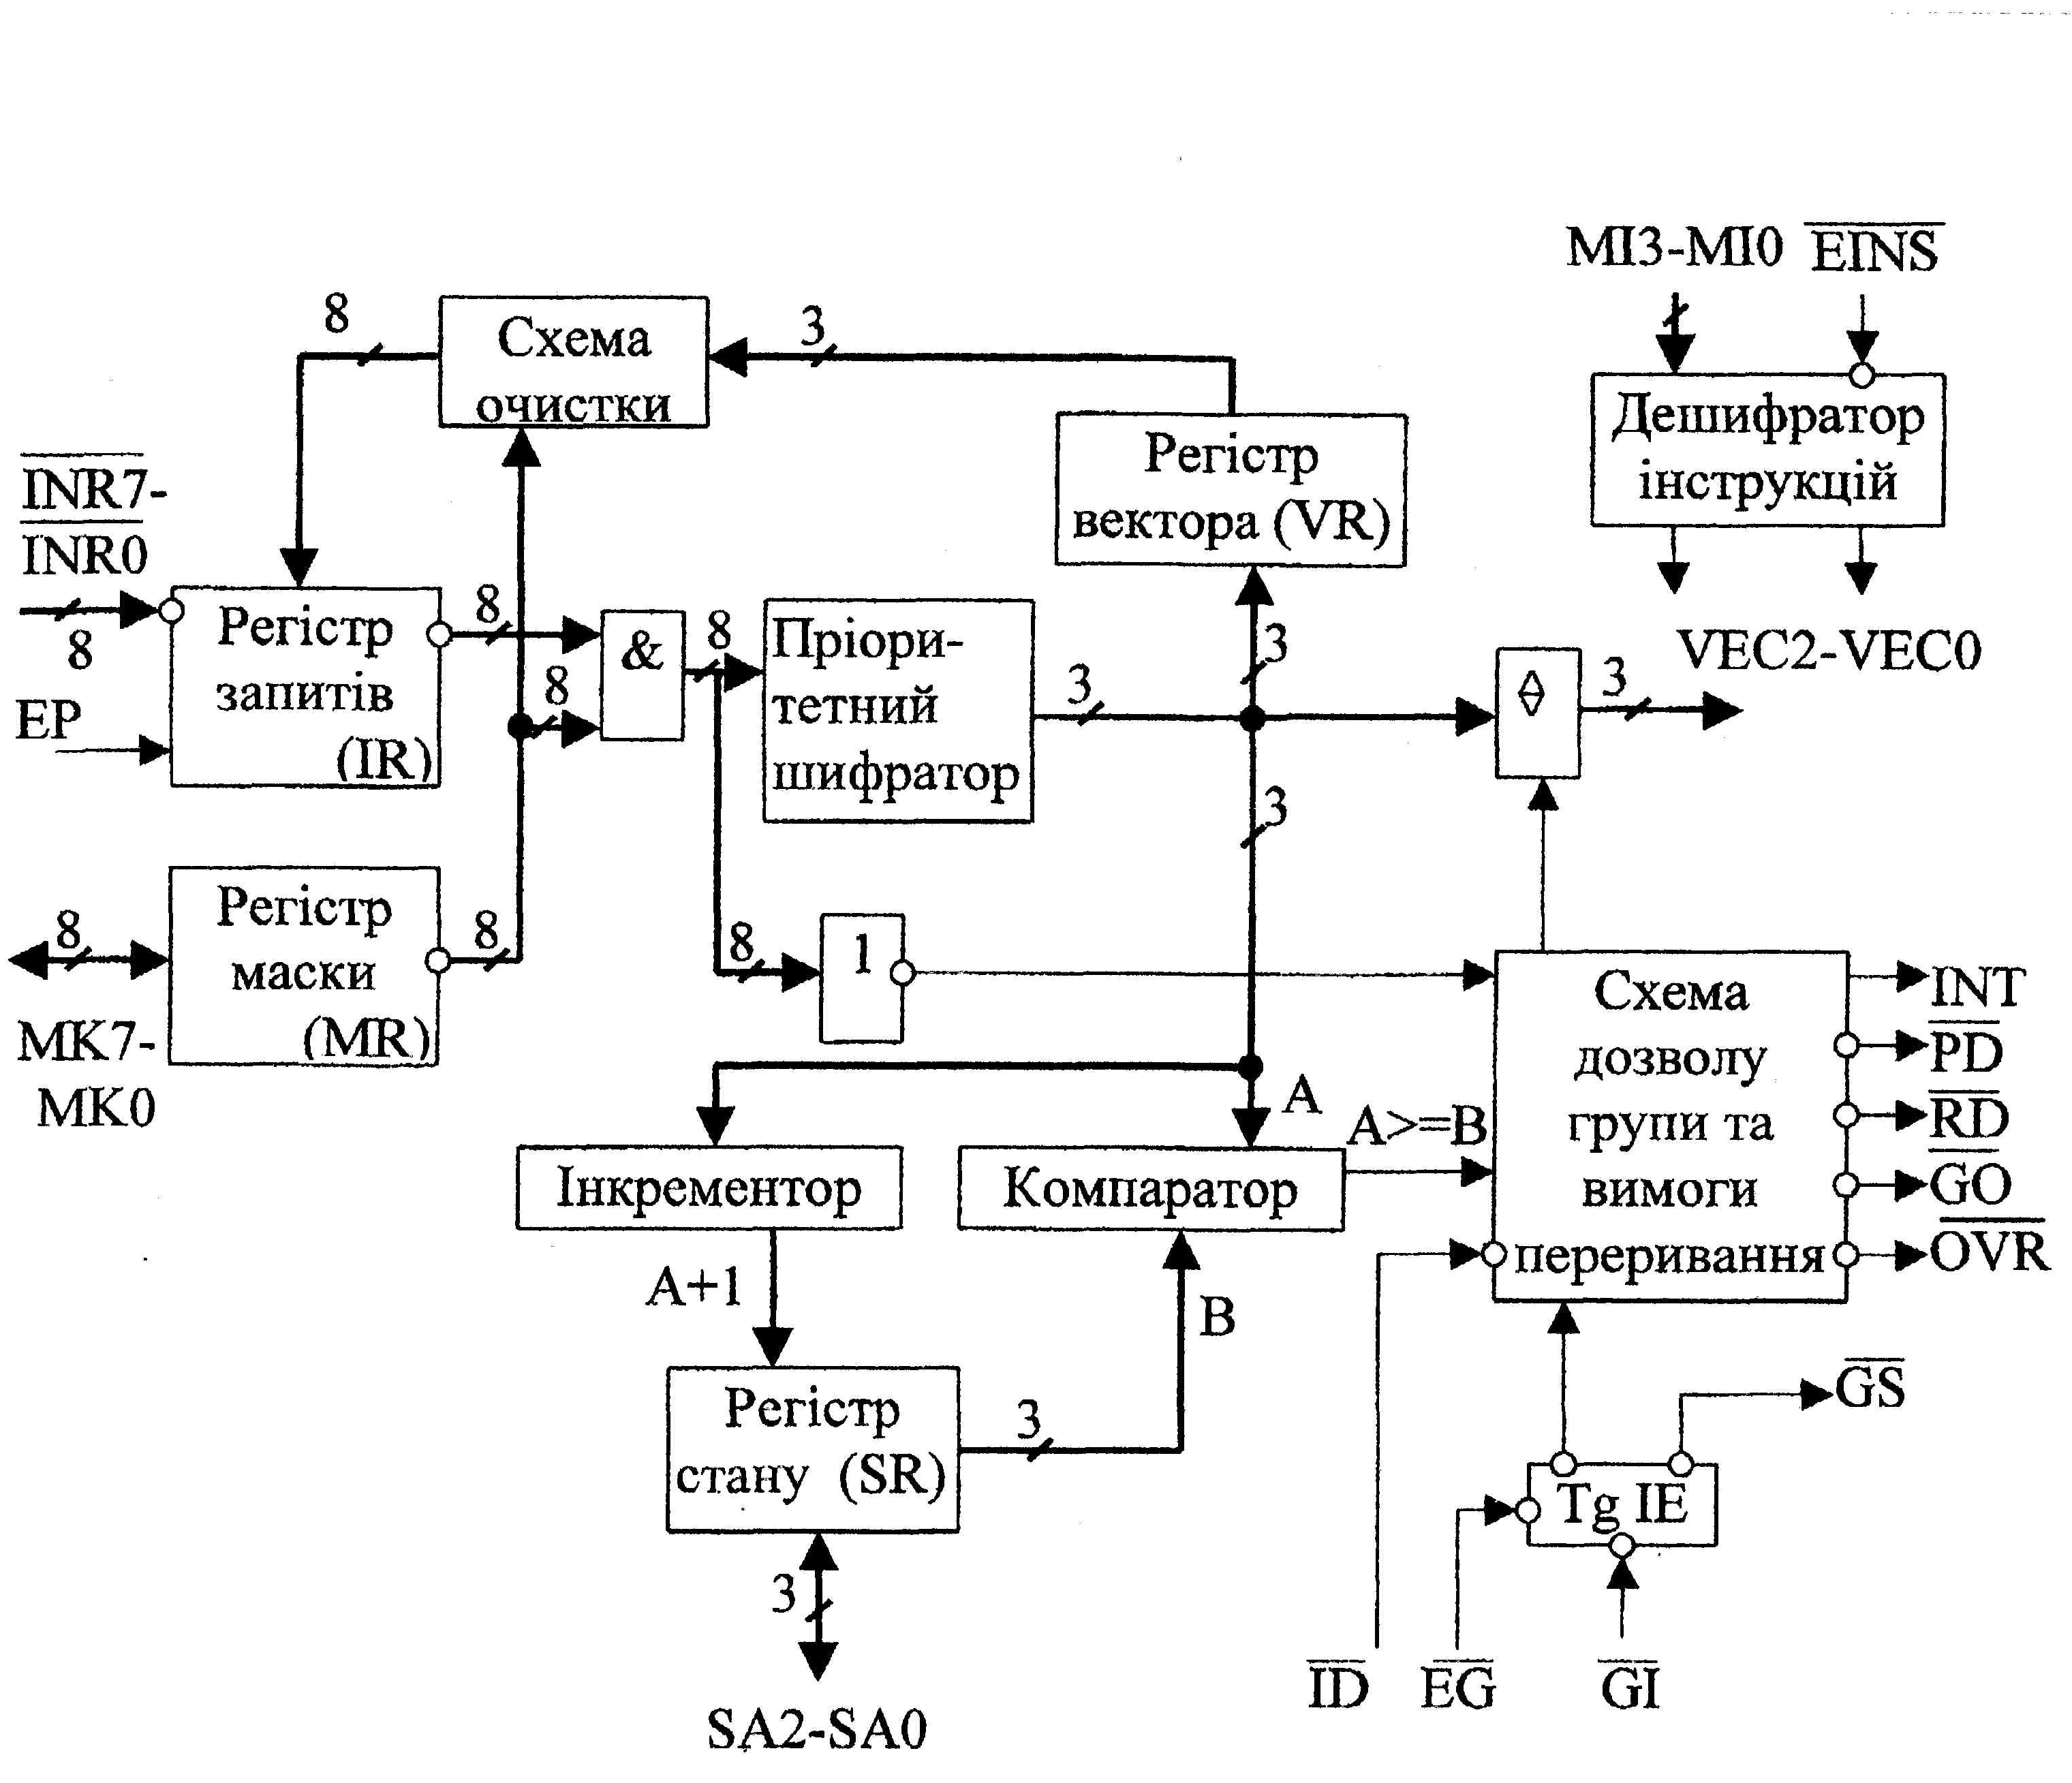 MI3-MI0 EINS
8
Схема
очистки
3
Дешифратор
інструкцій
Регістр
вектора (VR)
INR7-
INR0
8
EP
Регістр
запитів
(IR)
8
8
&
8
Пріори-
тетний
шифратор
3
3
3
VEC2-VEC0
3
8
MK7-
MK0
Регістр
маски
(MR)
8
8
1
Схема
дозволу
групи та
вимоги
переривання
INT
PD
RD
GO
OVR
A
A>=B
Інкрементор
Компаратор
A+1
B
Регістр
стану (SR)
3
GS
Tg IE
3
ID EG GI
SA2-SA0